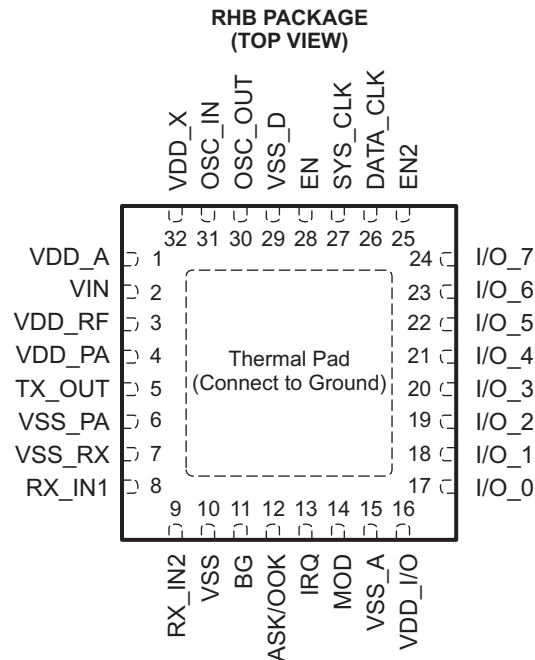 RHB PACKAGE
(TOP VIEW)
VDD_X
OSC_IN
OSC_OUT
VSS_D
EN
SYS_CLK
DATA_CLK
EN2
32 31 30 29 28 27 26 25
VDD_A 1
VIN 2
VDD_RF 3
VDD_PA 4
TX_OUT 5
VSS_PA 6
VSS_RX 7
RX_IN1 8
Thermal Pad
(Connect to Ground)
24 I/O_7
23 I/O_6
22 I/O_5
21 I/O_4
20 I/O_3
19 I/O_2
18 I/O_1
17 I/O_0
9 10 11 12 13 14 15 16
RX_IN2
VSS
BG
ASK/OOK
IRQ
MOD
VSS_A
VDD_I/O